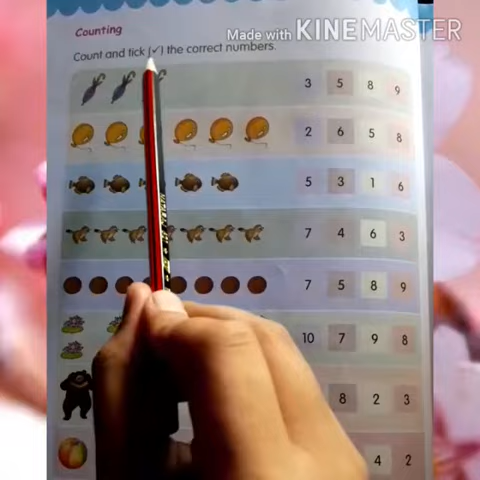 Made with KINEMASTER
Counting
Count and tick (✓) the correct numbers.
3 5 8 9
2 6 5 8
5 3 1 6
7 4 6 3
7 5 8 9
10 7 9 8
8 2 3
4 2